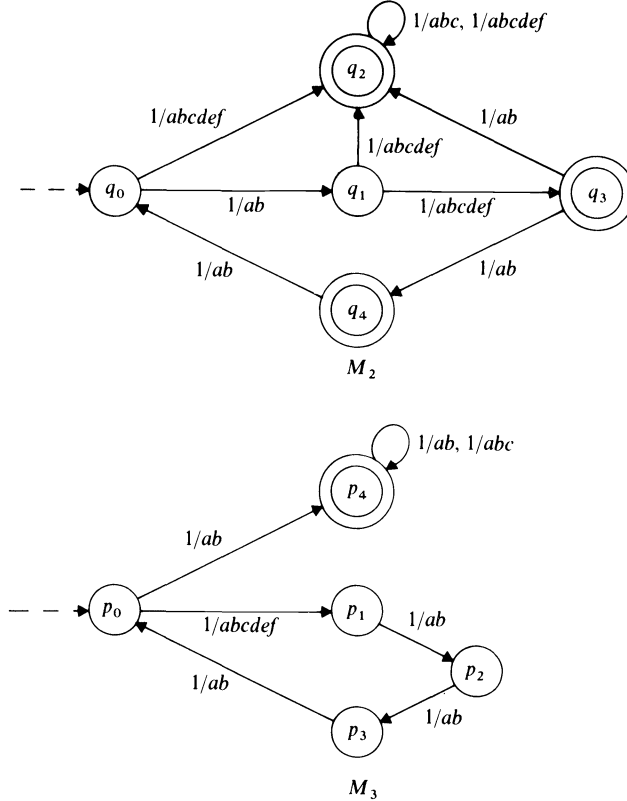 1/abc, 1/abcdef
q₂
1/abcdef
1/ab
1/abcdef
q₀
q₁
q₃
1/ab
1/abcdef
1/ab
1/ab
q₄
M₂
1/ab, 1/abc
p₄
1/ab
p₀
p₁
1/abcdef
1/ab
p₂
1/ab
1/ab
p₃
M₃